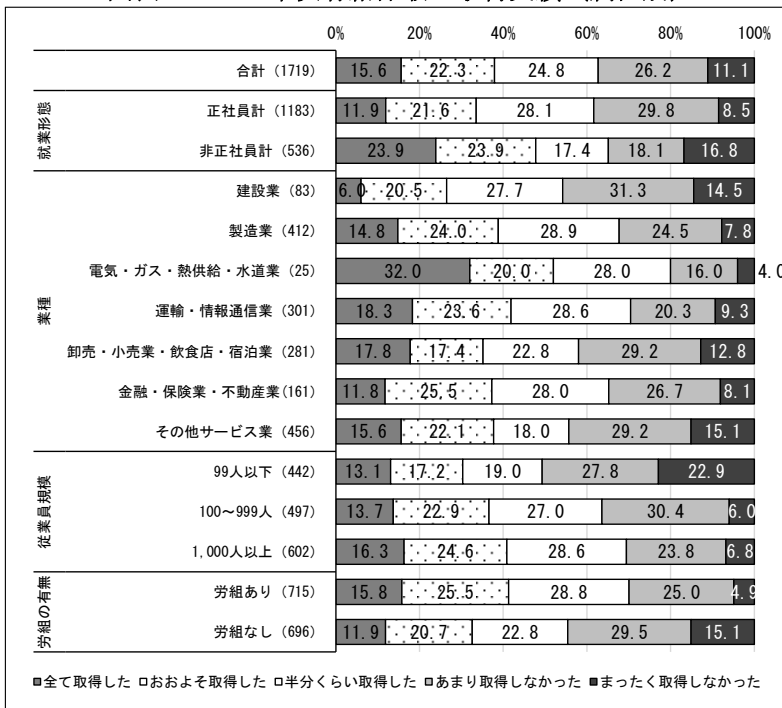 0% 20% 40% 60% 80% 100%
合計 (1719) 15.6 22.3 24.8 26.2 11.1
就業形態
正社員計 (1183) 11.9 21.6 28.1 29.8 8.5
非正社員計 (536) 23.9 23.9 17.4 18.1 16.8
業種
建設業 (83) 6.0 20.5 27.7 31.3 14.5
製造業 (412) 14.8 24.0 28.9 24.5 7.8
電気・ガス・熱供給・水道業 (25) 32.0 20.0 28.0 16.0 4.0
運輸・情報通信業 (301) 18.3 23.6 28.6 20.3 9.3
卸売・小売業・飲食店・宿泊業 (281) 17.8 17.4 22.8 29.2 12.8
金融・保険業・不動産業(161) 11.8 25.5 28.0 26.7 8.1
その他サービス業 (456) 15.6 22.1 18.0 29.2 15.1
従業員規模
99人以下 (442) 13.1 17.2 19.0 27.8 22.9
100〜999人 (497) 13.7 22.9 27.0 30.4 6.0
1,000人以上 (602) 16.3 24.6 28.6 23.8 6.8
労組の有無
労組あり (715) 15.8 25.5 28.8 25.0 4.9
労組なし (696) 11.9 20.7 22.8 29.5 15.1
全て取得した おおよそ取得した 半分くらい取得した あまり取得しなかった まったく取得しなかった